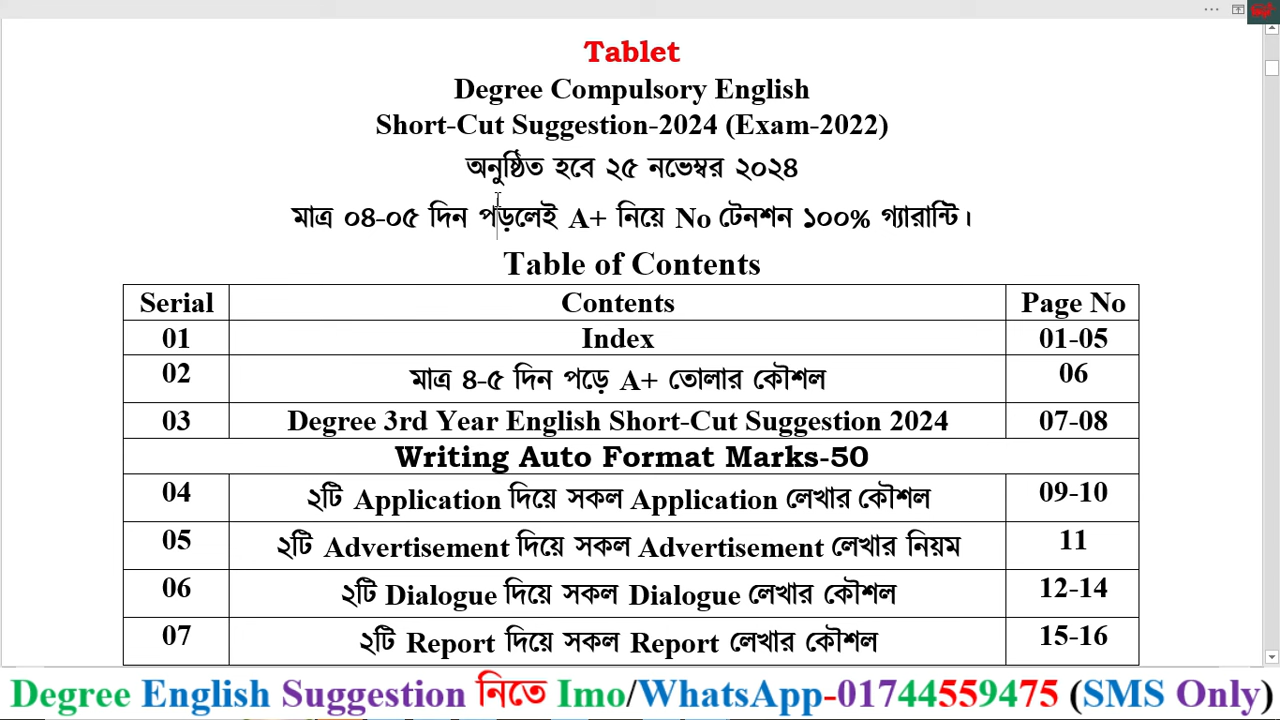 Tablet
Degree Compulsory English
Short-Cut Suggestion-2024 (Exam-2022)
অনুষ্ঠিত হবে ২৫ নভেম্বর ২০২৪
মাত্র ০৪-০৫ দিন পড়লেই A+ নিয়ে No টেনশন ১০০% গ্যারান্টি।
Table of Contents
Serial Contents Page No
01 Index 01-05
02 মাত্র ৪-৫ দিন পড়ে A+ তোলার কৌশল 06
03 Degree 3rd Year English Short-Cut Suggestion 2024 07-08
Writing Auto Format Marks-50
04 ২টি Application দিয়ে সকল Application লেখার কৌশল 09-10
05 ২টি Advertisement দিয়ে সকল Advertisement লেখার নিয়ম 11
06 ২টি Dialogue দিয়ে সকল Dialogue লেখার কৌশল 12-14
07 ২টি Report দিয়ে সকল Report লেখার কৌশল 15-16
Degree English Suggestion নিতে Imo/WhatsApp-01744559475 (SMS Only)